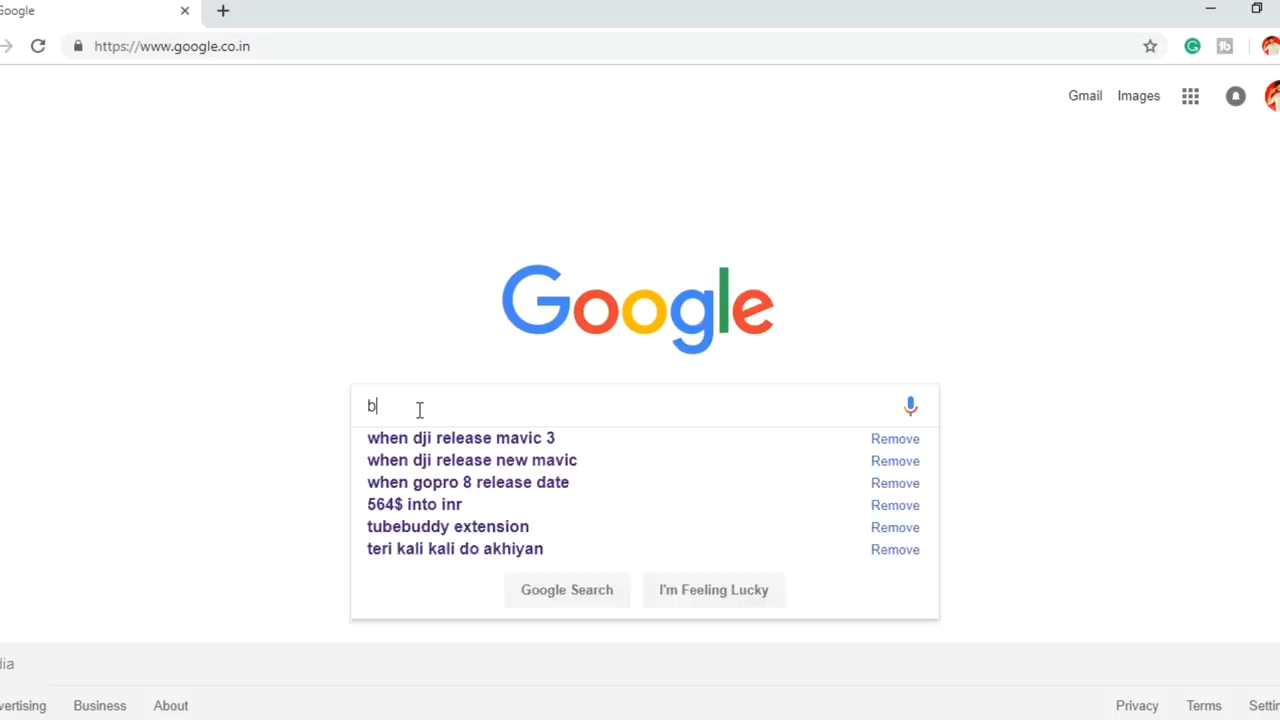 Google
https://www.google.co.in
Gmail Images
Google
b
when dji release mavic 3 Remove
when dji release new mavic Remove
when gopro 8 release date Remove
564$ into inr Remove
tubebuddy extension Remove
teri kali kali do akhiyan Remove
Google Search I'm Feeling Lucky
dia
vertising Business About Privacy Terms Settin